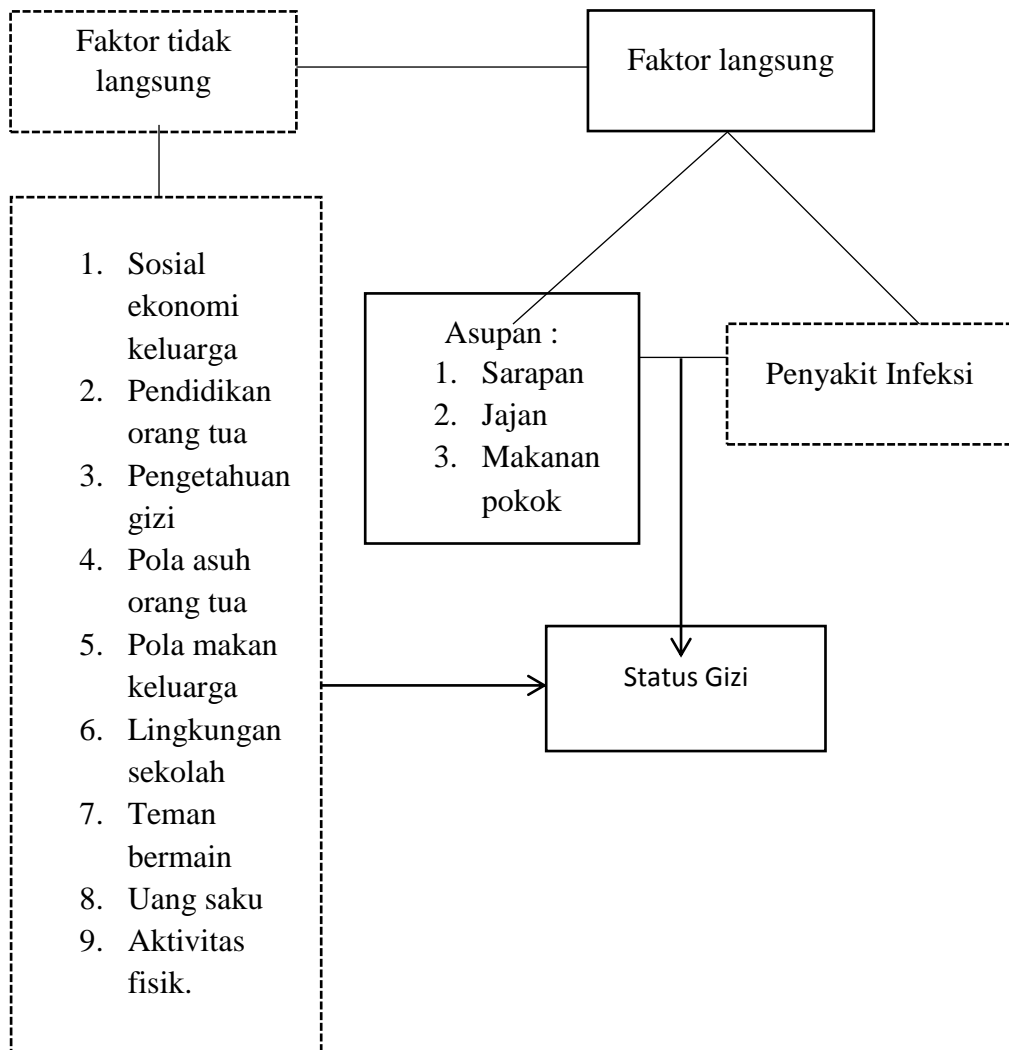 Faktor tidak
langsung
Faktor langsung
1. Sosial
ekonomi
keluarga
2. Pendidikan
orang tua
3. Pengetahuan
gizi
4. Pola asuh
orang tua
5. Pola makan
keluarga
6. Lingkungan
sekolah
7. Teman
bermain
8. Uang saku
9. Aktivitas
fisik.
Asupan :
1. Sarapan
2. Jajan
3. Makanan
pokok
Penyakit Infeksi
Status Gizi